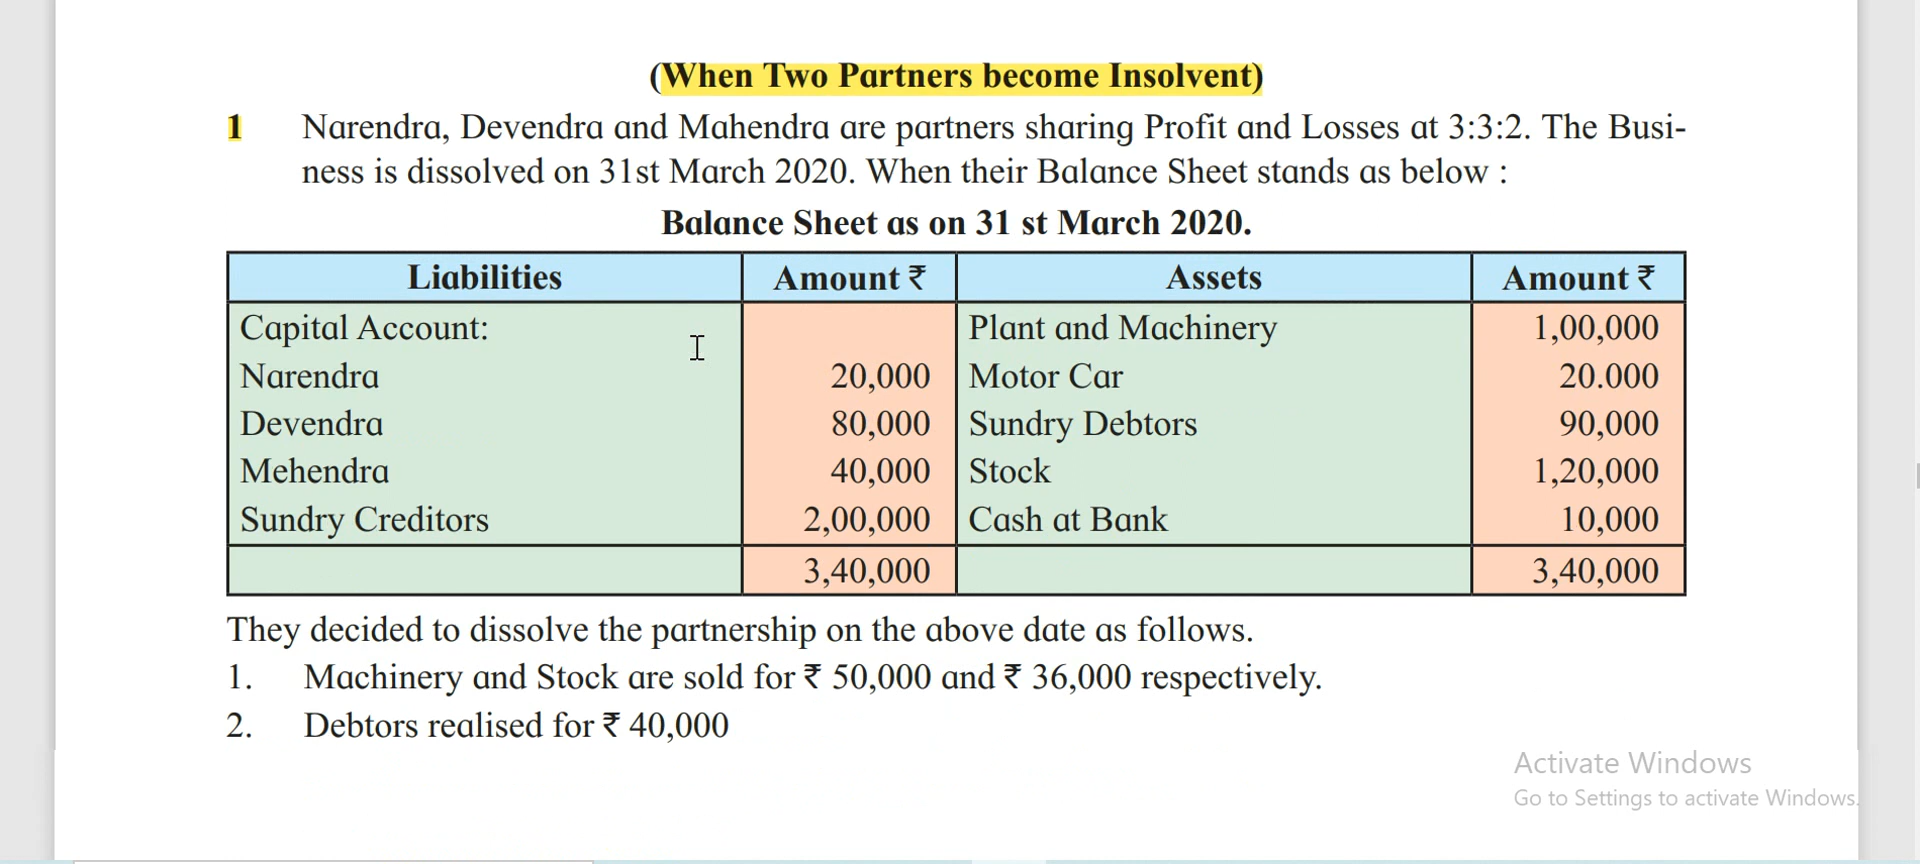 (When Two Partners become Insolvent)
1 Narendra, Devendra and Mahendra are partners sharing Profit and Losses at 3:3:2. The Busi-
ness is dissolved on 31st March 2020. When their Balance Sheet stands as below :
Balance Sheet as on 31 st March 2020.
Liabilities Amount ₹ Assets Amount ₹
Capital Account: Plant and Machinery 1,00,000
Narendra 20,000 Motor Car 20.000
Devendra 80,000 Sundry Debtors 90,000
Mehendra 40,000 Stock 1,20,000
Sundry Creditors 2,00,000 Cash at Bank 10,000
3,40,000 3,40,000
They decided to dissolve the partnership on the above date as follows.
1. Machinery and Stock are sold for ₹ 50,000 and ₹ 36,000 respectively.
2. Debtors realised for ₹ 40,000
Activate Windows
Go to Settings to activate Windows.